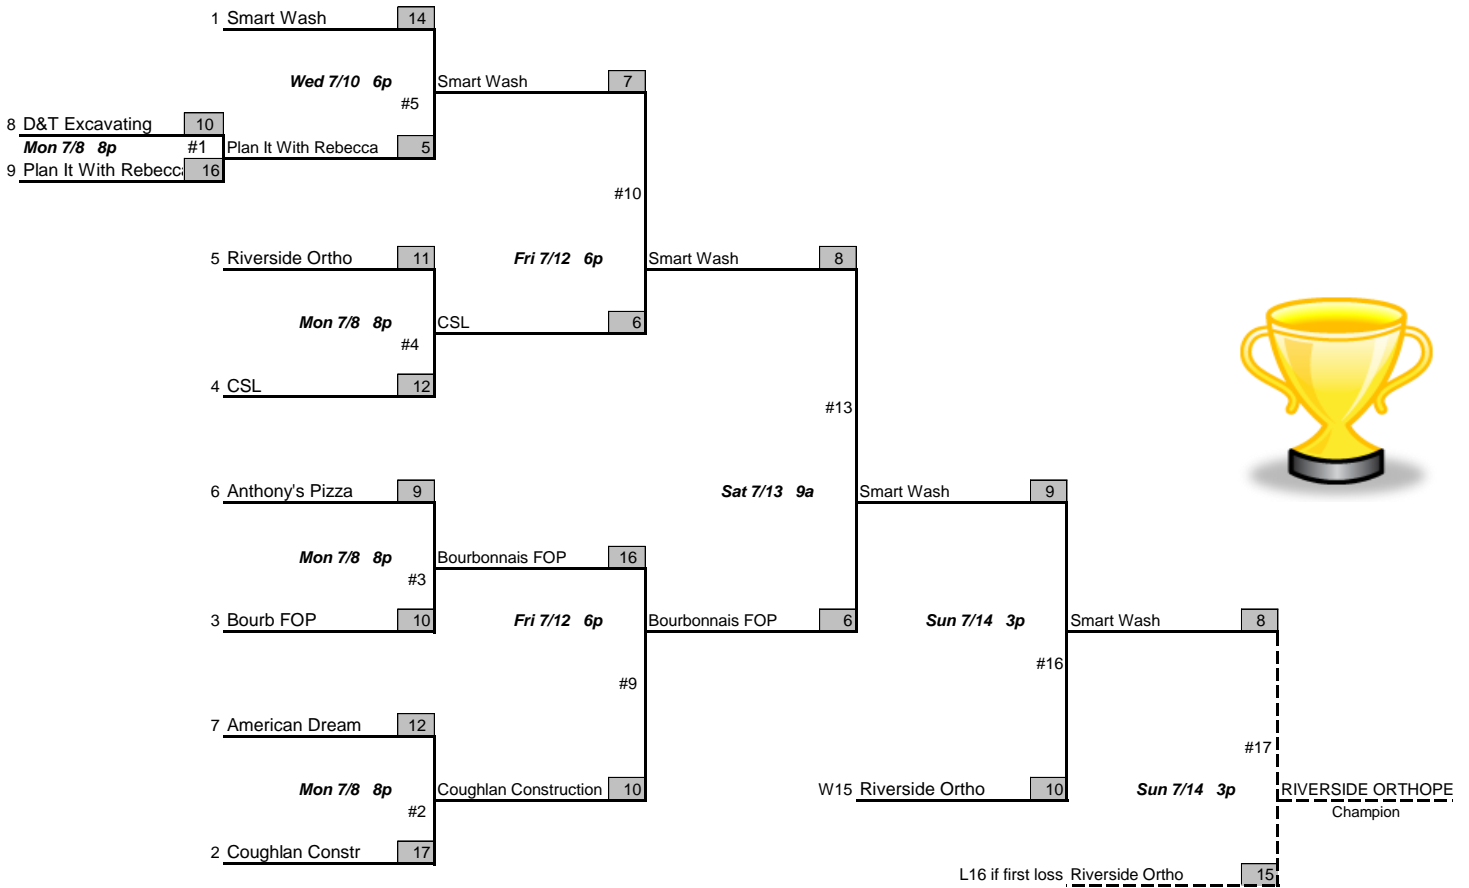 1 Smart Wash 14
Wed 7/10 6p
Smart Wash 7
#5
8 D&T Excavating 10
Mon 7/8 8p #1
Plan It With Rebecca 5
9 Plan It With Rebecc 16
#10
5 Riverside Ortho 11
Fri 7/12 6p
Smart Wash 8
Mon 7/8 8p
CSL 6
#4
4 CSL 12
#13
6 Anthony's Pizza 9
Sat 7/13 9a
Smart Wash 9
Mon 7/8 8p
Bourbonnais FOP 16
#3
3 Bourb FOP 10
Fri 7/12 6p
Bourbonnais FOP 6
Sun 7/14 3p
Smart Wash 8
#16
#9
7 American Dream 12
#17
Mon 7/8 8p
Coughlan Construction 10
W15 Riverside Ortho 10
Sun 7/14 3p
RIVERSIDE ORTHOPE
#2
Champion
2 Coughlan Constr 17
L16 if first loss Riverside Ortho 15